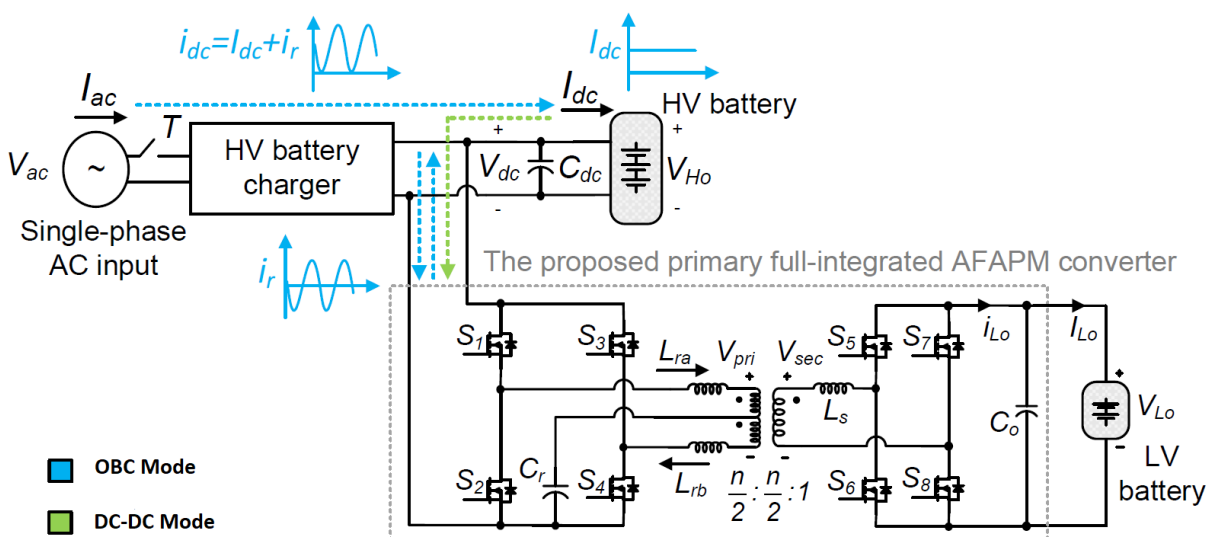 i_dc=I_dc+i_r
I_dc
I_ac
T
I_dc
HV battery
V_ac
~
HV battery
charger
+
V_dc
-
C_dc
+
V_Ho
-
Single-phase
AC input
i_r
The proposed primary full-integrated AFAPM converter
S_1
S_3
L_ra
V_pri
V_sec
S_5
S_7
i_Lo
I_Lo
+
+
+
L_s
C_o
V_Lo
-
S_2
C_r
S_4
L_rb
-
-
n/2 : n/2 : 1
S_6
S_8
LV
battery
OBC Mode
DC-DC Mode